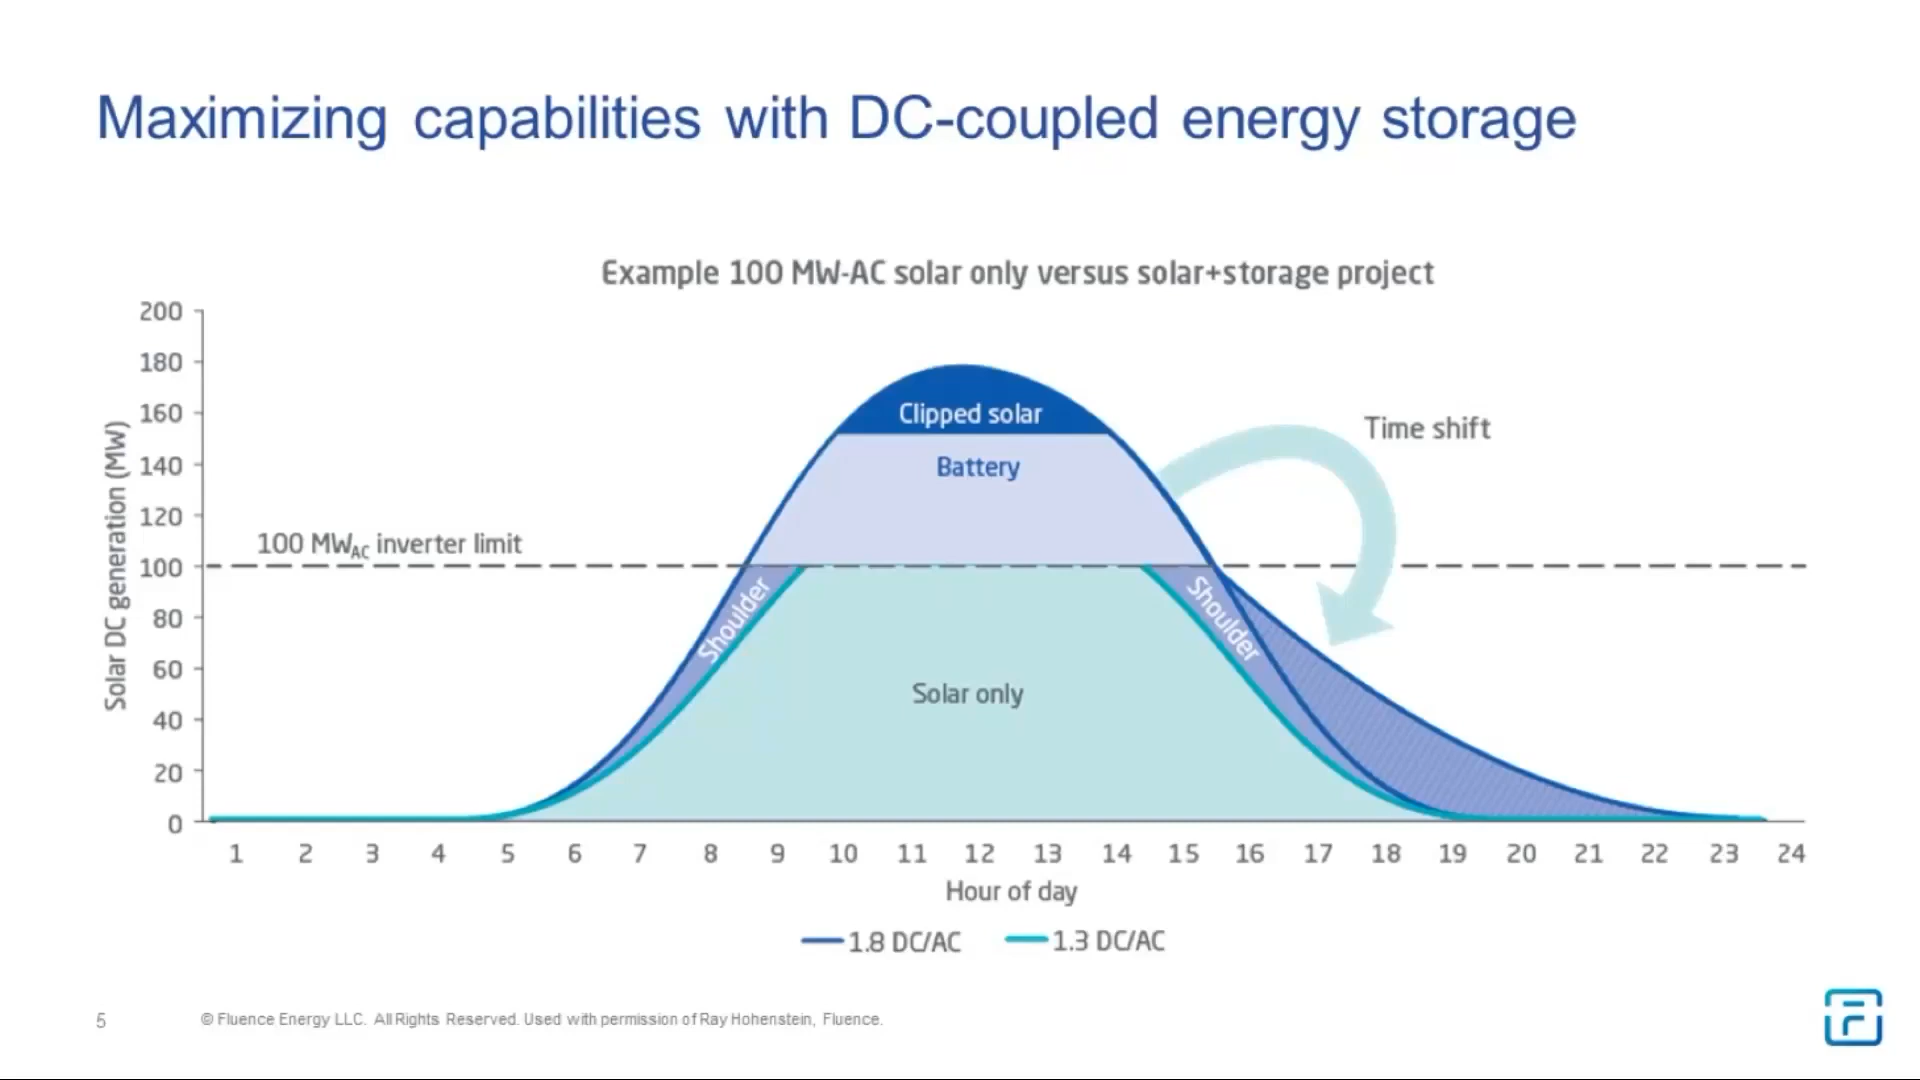 Maximizing capabilities with DC-coupled energy storage
Example 100 MW-AC solar only versus solar+storage project
200
180
160
140
120
100
80
60
40
20
0
Solar DC generation (MW)
100 MWAC inverter limit
Clipped solar
Battery
Time shift
Shoulder
Shoulder
Solar only
1 2 3 4 5 6 7 8 9 10 11 12 13 14 15 16 17 18 19 20 21 22 23 24
Hour of day
1.8 DC/AC 1.3 DC/AC
5 © Fluence Energy LLC. All Rights Reserved. Used with permission of Ray Hohenstein, Fluence.